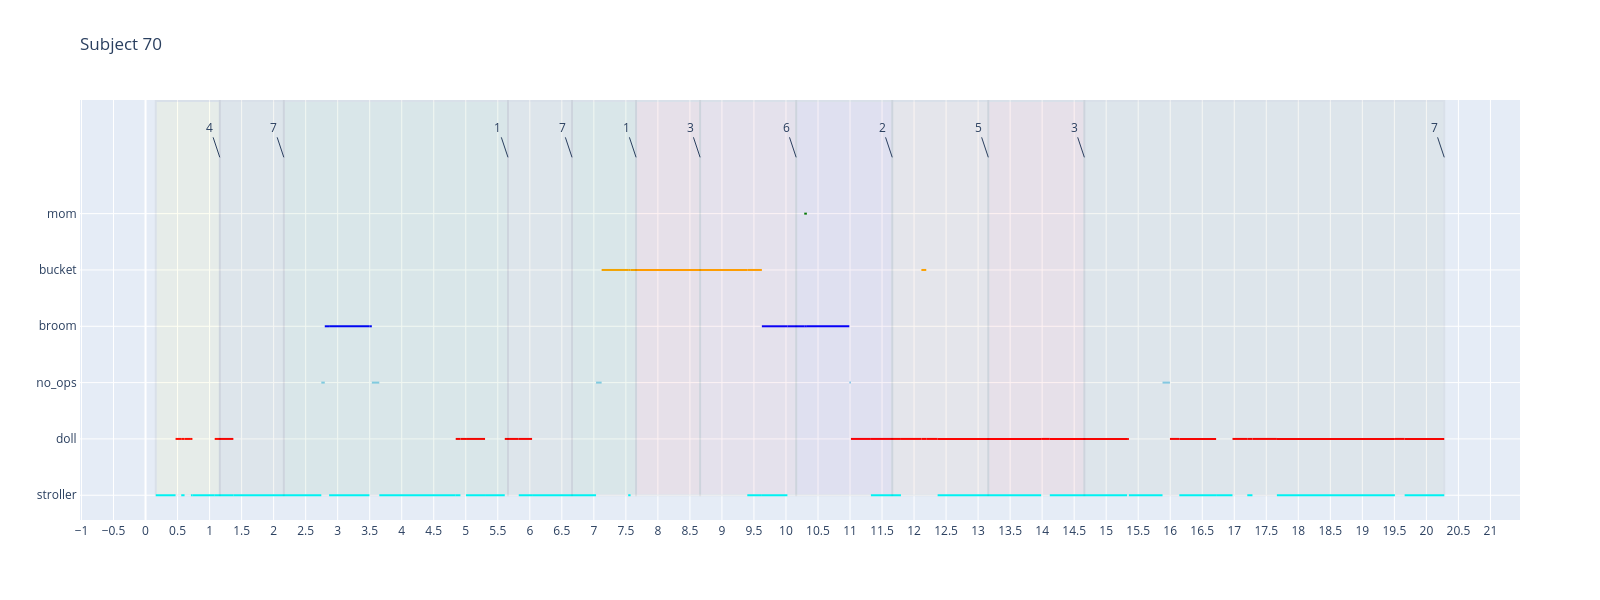 Subject 70
4 7 1 7 1 3 6 2 5 3 7
mom
bucket
broom
no_ops
doll
stroller
−1 −0.5 0 0.5 1 1.5 2 2.5 3 3.5 4 4.5 5 5.5 6 6.5 7 7.5 8 8.5 9 9.5 10 10.5 11 11.5 12 12.5 13 13.5 14 14.5 15 15.5 16 16.5 17 17.5 18 18.5 19 19.5 20 20.5 21